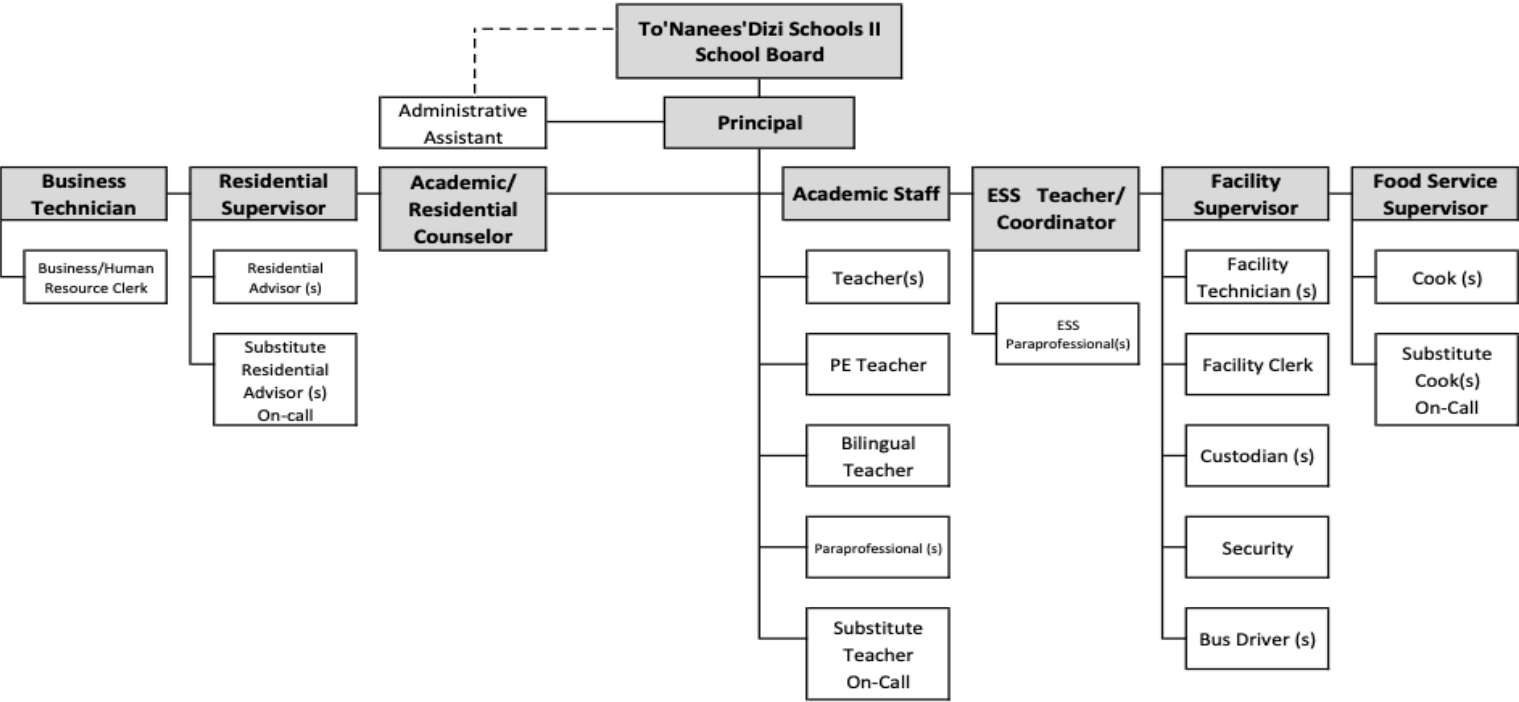 To'Nanees'Dizi Schools II
School Board
Administrative
Assistant
Principal
Business
Technician
Residential
Supervisor
Academic/
Residential
Counselor
Academic Staff
ESS Teacher/
Coordinator
Facility
Supervisor
Food Service
Supervisor
Business/Human
Resource Clerk
Residential
Advisor (s)
Substitute
Residential
Advisor (s)
On-call
Teacher(s)
PE Teacher
Bilingual
Teacher
Paraprofessional (s)
Substitute
Teacher
On-Call
ESS
Paraprofessional(s)
Facility
Technician (s)
Facility Clerk
Custodian (s)
Security
Bus Driver (s)
Cook (s)
Substitute
Cook(s)
On-Call